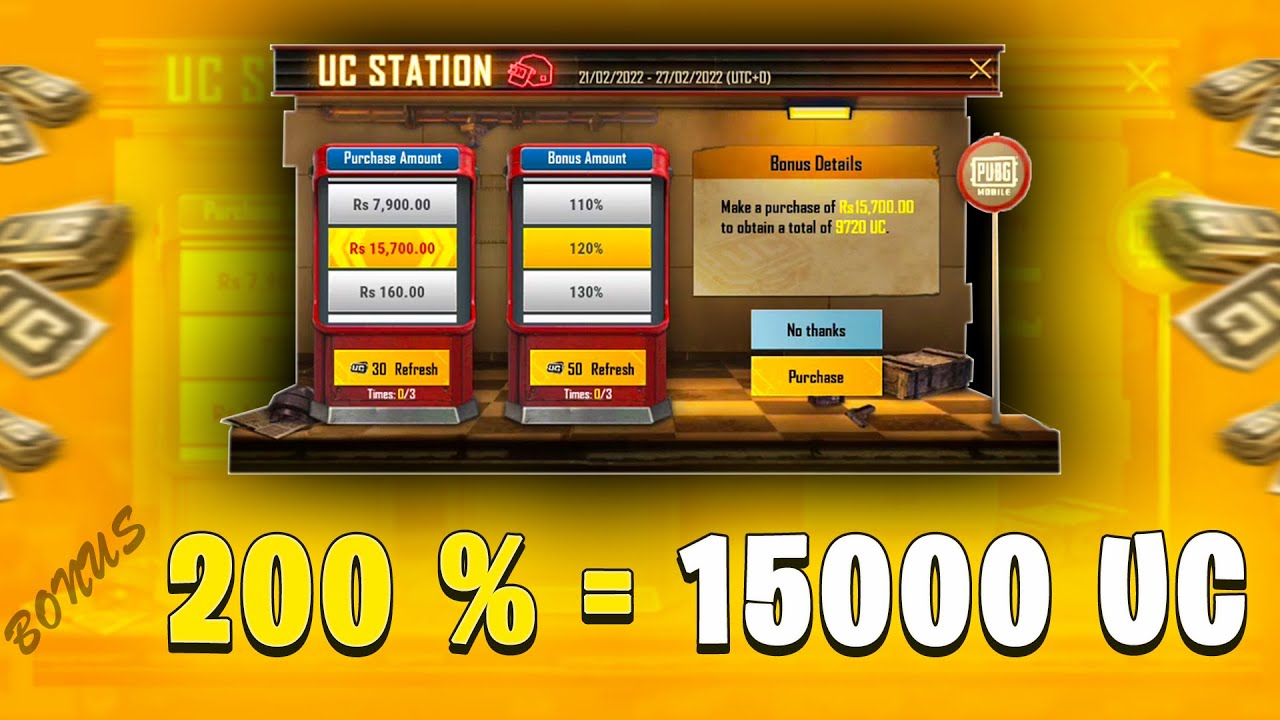 UC STATION
21/02/2022 - 27/02/2022 (UTC+0)
Purchase Amount
Rs 7,900.00
Rs 15,700.00
Rs 160.00
UC 30 Refresh
Times: 0/3
Bonus Amount
110%
120%
130%
UC 50 Refresh
Times: 0/3
Bonus Details
Make a purchase of Rs15,700.00
to obtain a total of 9720 UC.
No thanks
Purchase
PUBG
MOBILE
BONUS
200 % = 15000 UC